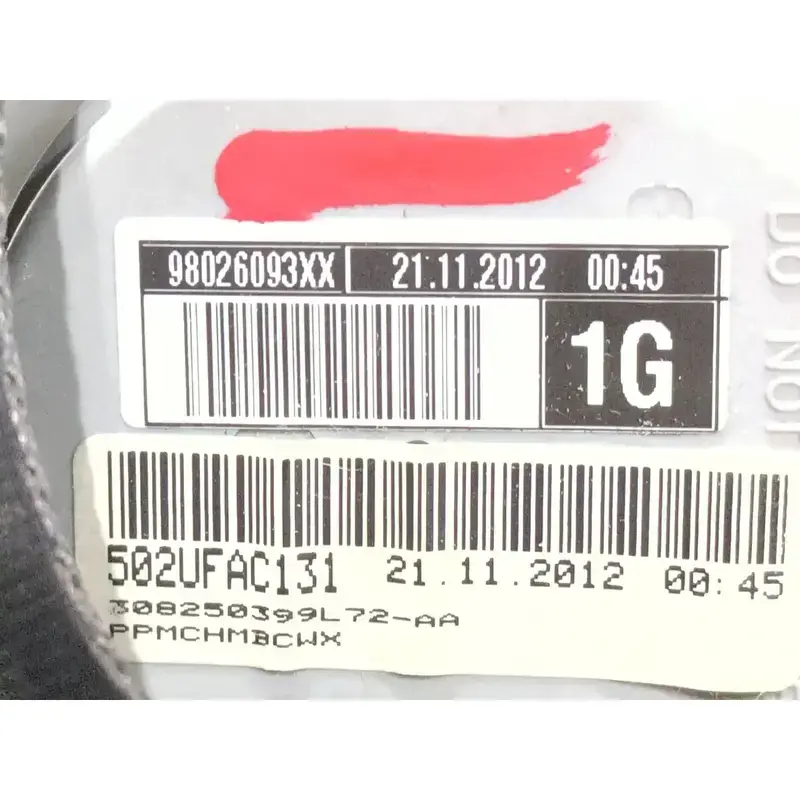 98026093XX 21.11.2012 00:45
1G
502UFAC131 21.11.2012 00:45
308250399L72-AA
PPMCHMBCWX
DO NOT